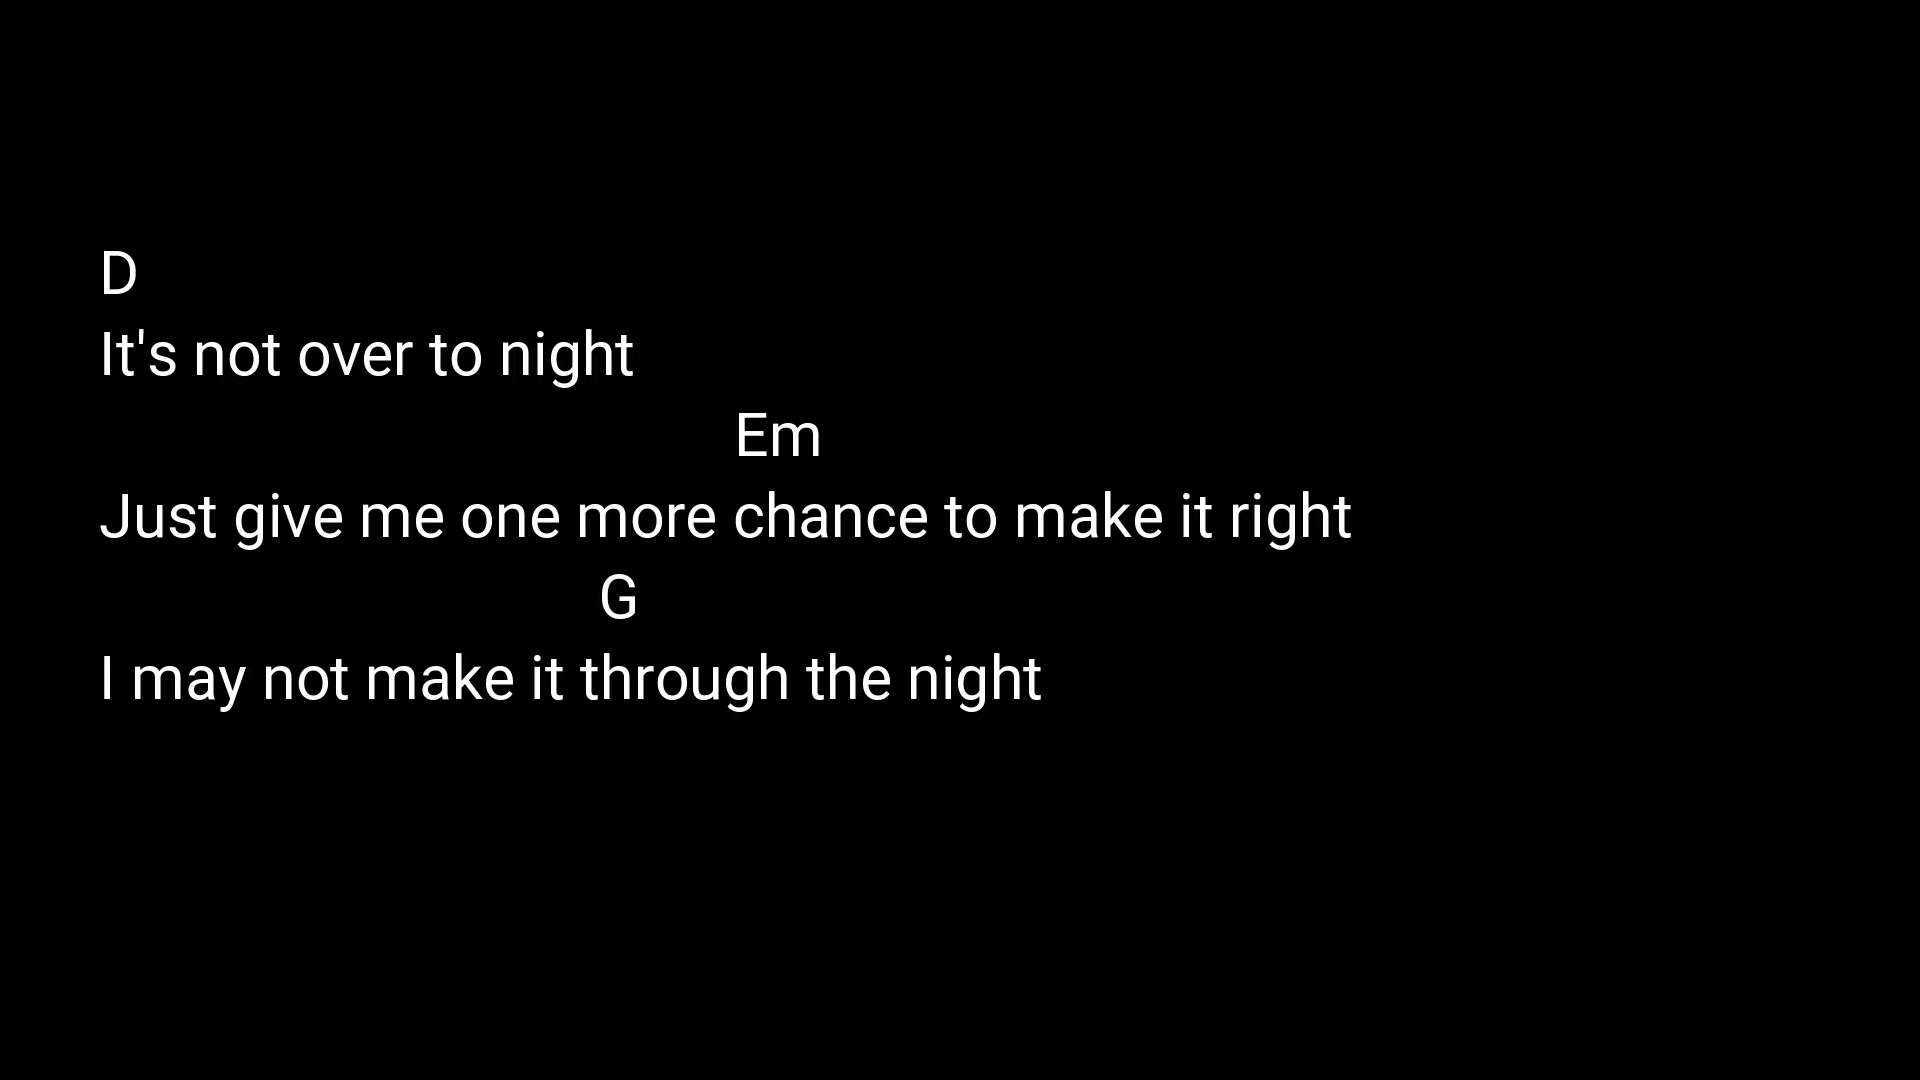 D
It's not over to night
Em
Just give me one more chance to make it right
G
I may not make it through the night